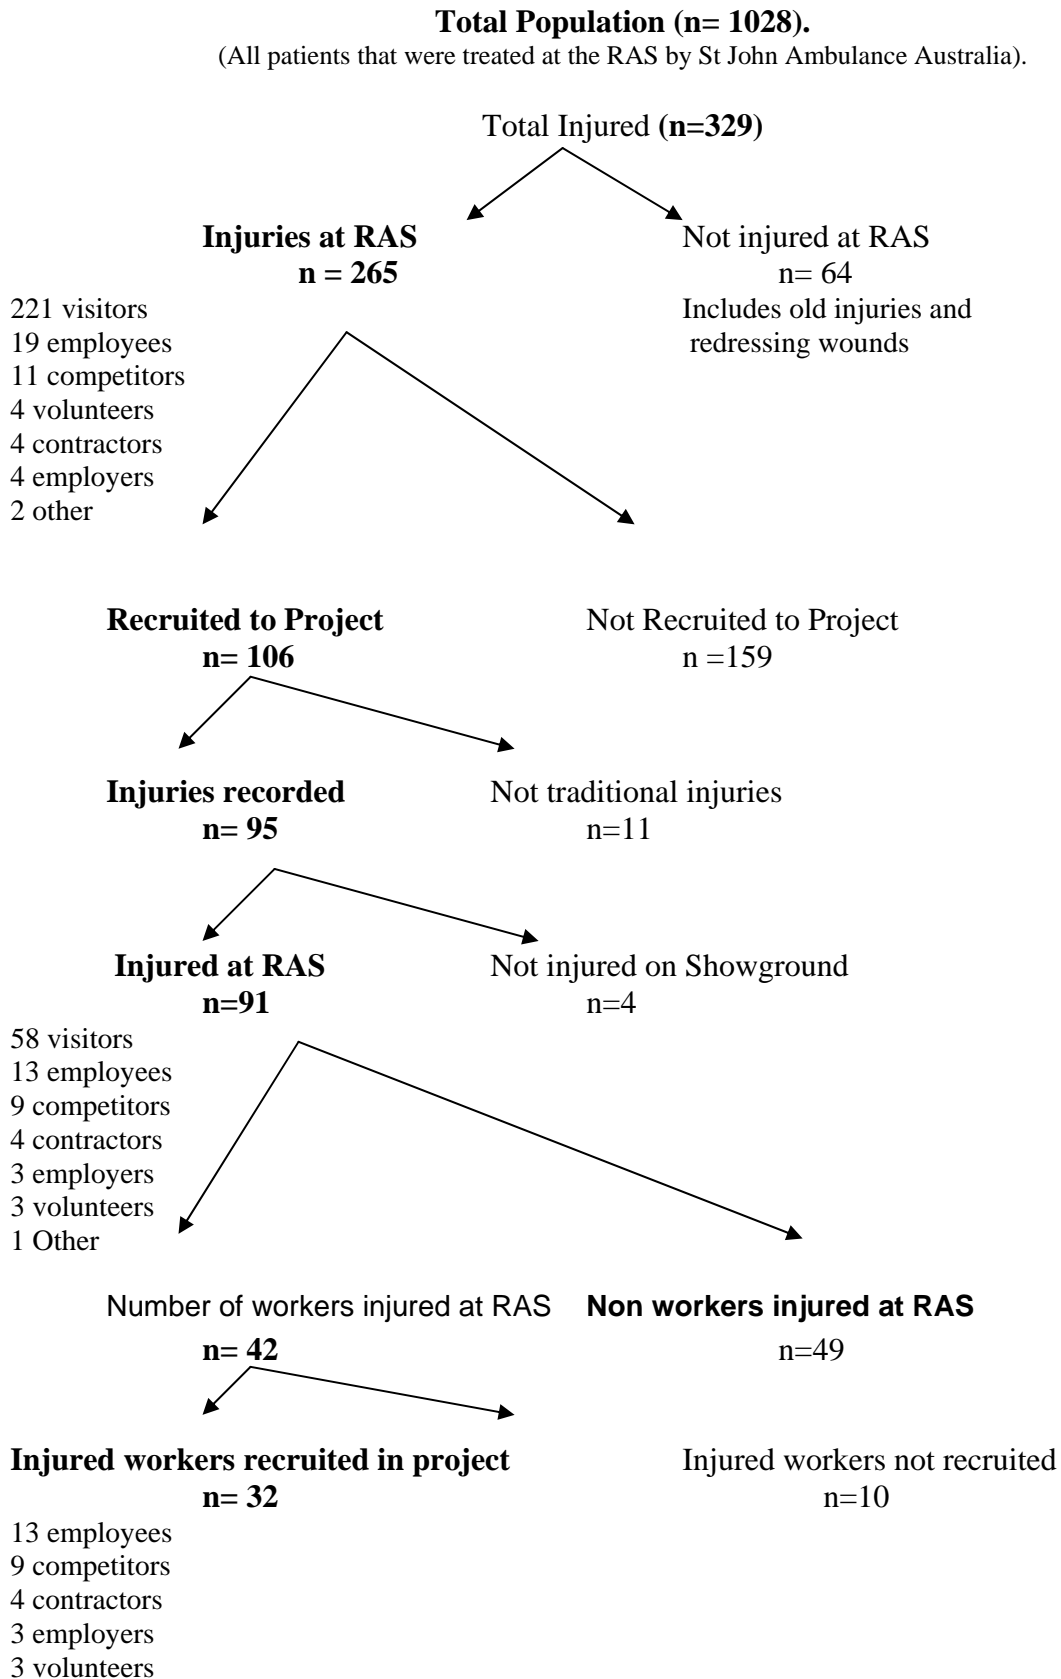 Total Population (n= 1028).
(All patients that were treated at the RAS by St John Ambulance Australia).
Total Injured (n=329)
Injuries at RAS
n = 265
Not injured at RAS
n= 64
Includes old injuries and
redressing wounds
221 visitors
19 employees
11 competitors
4 volunteers
4 contractors
4 employers
2 other
Recruited to Project
n= 106
Not Recruited to Project
n =159
Injuries recorded
n= 95
Not traditional injuries
n=11
Injured at RAS
n=91
Not injured on Showground
n=4
58 visitors
13 employees
9 competitors
4 contractors
3 employers
3 volunteers
1 Other
Number of workers injured at RAS
n= 42
Non workers injured at RAS
n=49
Injured workers recruited in project
n= 32
Injured workers not recruited
n=10
13 employees
9 competitors
4 contractors
3 employers
3 volunteers